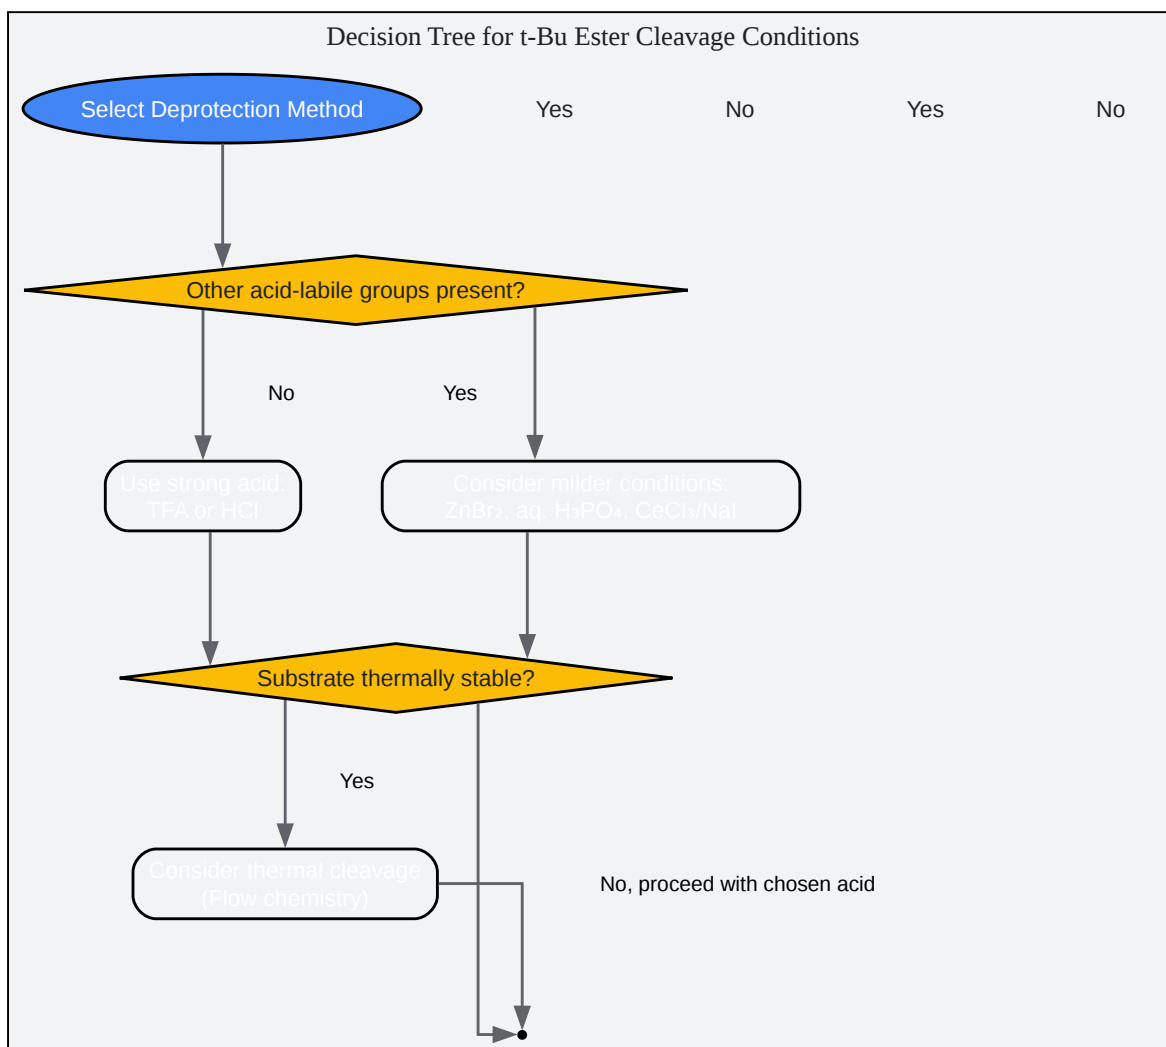 Decision Tree for t-Bu Ester Cleavage Conditions
Select Deprotection Method
Yes
No
Yes
No
Other acid-labile groups present?
No
Yes
Use strong acid:
TFA or HCl
Consider milder conditions:
ZnBr₂, aq. H₃PO₄, CeCl₃/NaI
Substrate thermally stable?
Yes
Consider thermal cleavage
(Flow chemistry)
No, proceed with chosen acid